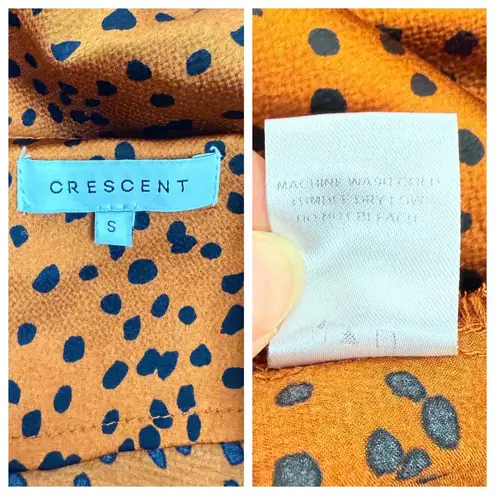 CRESCENT
S
MACHINE WASH COLD
TUMBLE DRY LOW
DO NOT BLEACH